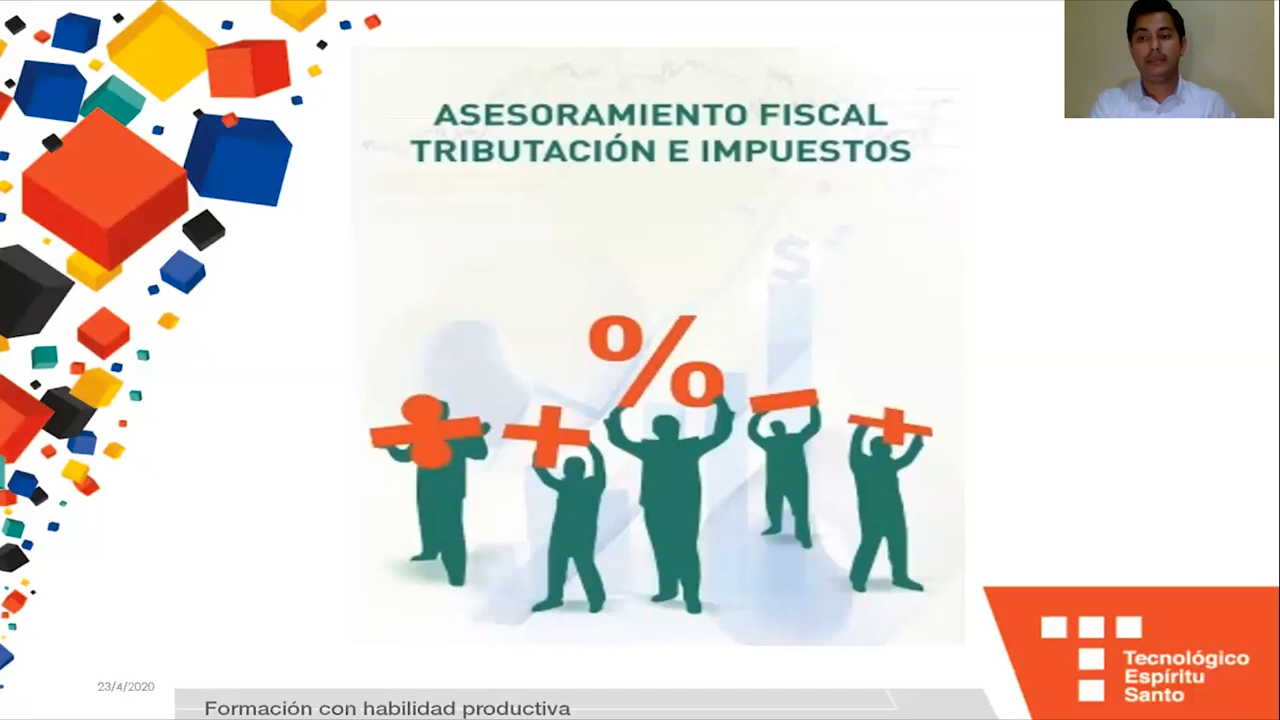 ASESORAMIENTO FISCAL
TRIBUTACIÓN E IMPUESTOS
$
%
Tecnológico
Espíritu
Santo
23/4/2020
Formación con habilidad productiva